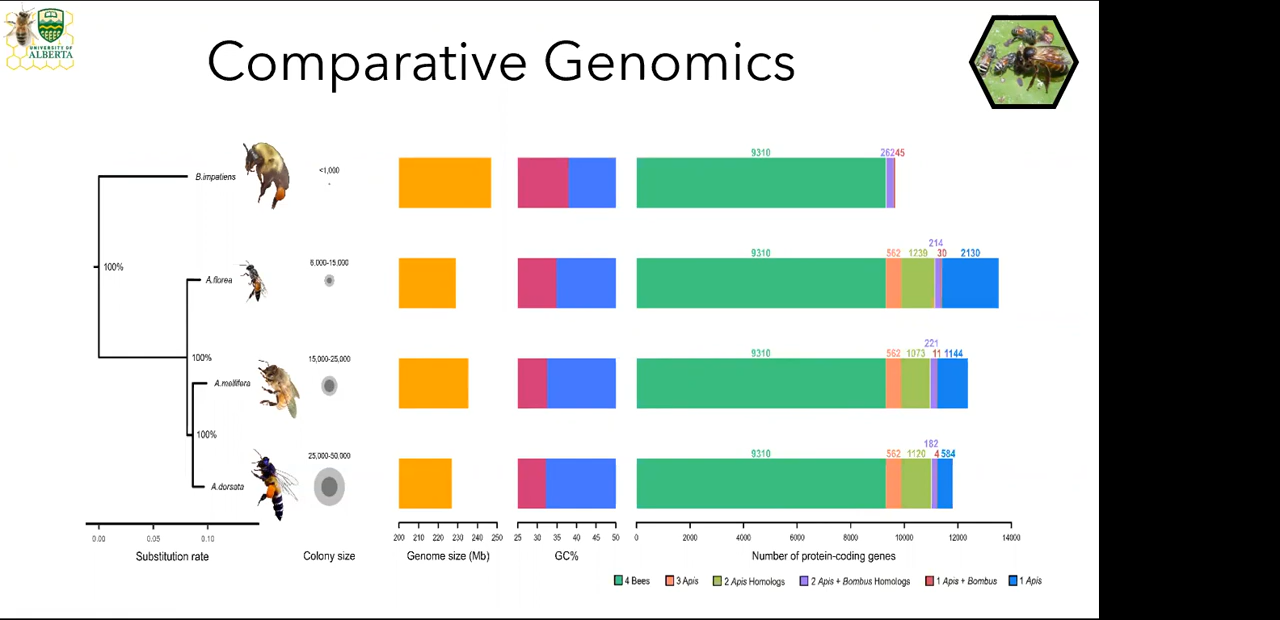 UNIVERSITY OF
ALBERTA
Comparative Genomics
B.impatiens
<1,000
9310
262
45
100%
A.florea
6,000-15,000
9310
562
1239
214
30
2130
100%
A.mellifera
15,000-25,000
9310
562
1073
221
11
1144
100%
A.dorsata
25,000-50,000
9310
562
1120
182
4
584
0.00 0.05 0.10
200 210 220 230 240 250
25 30 35 40 45 50
0 2000 4000 6000 8000 10000 12000 14000
Substitution rate
Colony size
Genome size (Mb)
GC%
Number of protein-coding genes
4 Bees
3 Apis
2 Apis Homologs
2 Apis + Bombus Homologs
1 Apis + Bombus
1 Apis